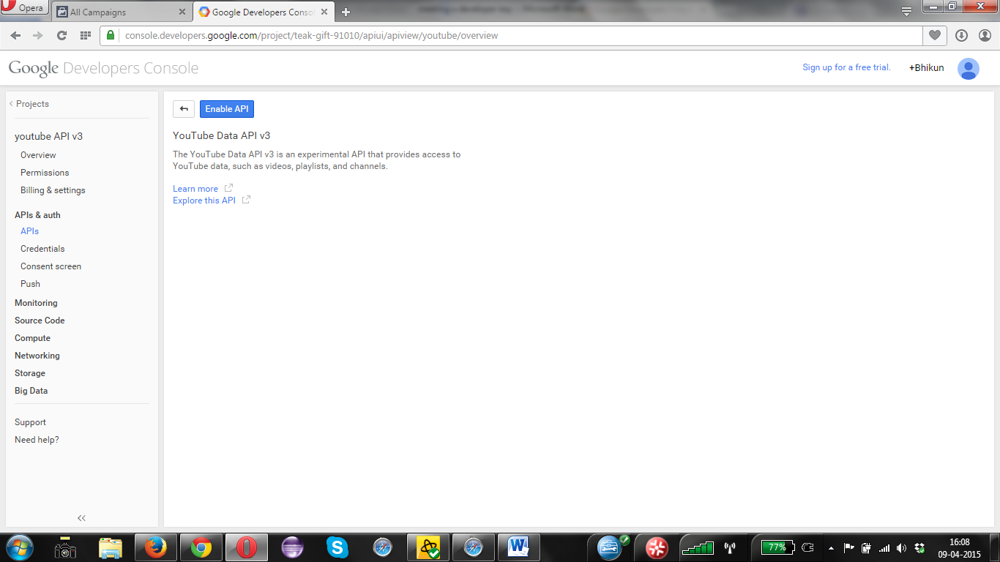 Opera
All Campaigns
Google Developers Conso
console.developers.google.com/project/teak-gift-91010/apiui/apiview/youtube/overview
Google Developers Console
Sign up for a free trial.
+Bhikun
Projects
youtube API v3
Overview
Permissions
Billing & settings
APIs & auth
APIs
Credentials
Consent screen
Push
Monitoring
Source Code
Compute
Networking
Storage
Big Data
Support
Need help?
Enable API
YouTube Data API v3
The YouTube Data API v3 is an experimental API that provides access to
YouTube data, such as videos, playlists, and channels.
Learn more
Explore this API
77%
16:08
09-04-2015